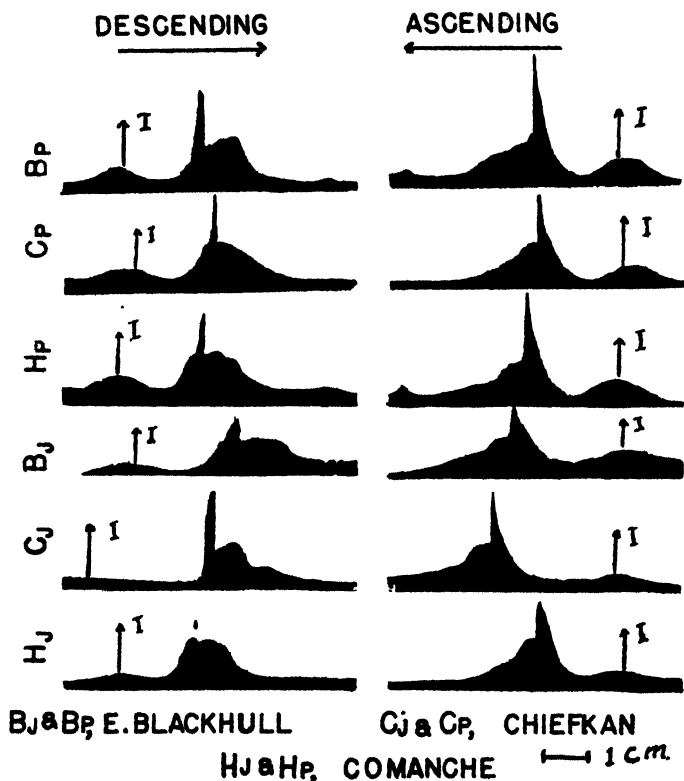 DESCENDING ASCENDING
BP I I
CP I I
HP I I
BJ I I
CJ I I
HJ I I
BJ&BP, E. BLACKHULL Cj & CP, CHIEFKAN
HJ&HP, COMANCHE 1 cm.